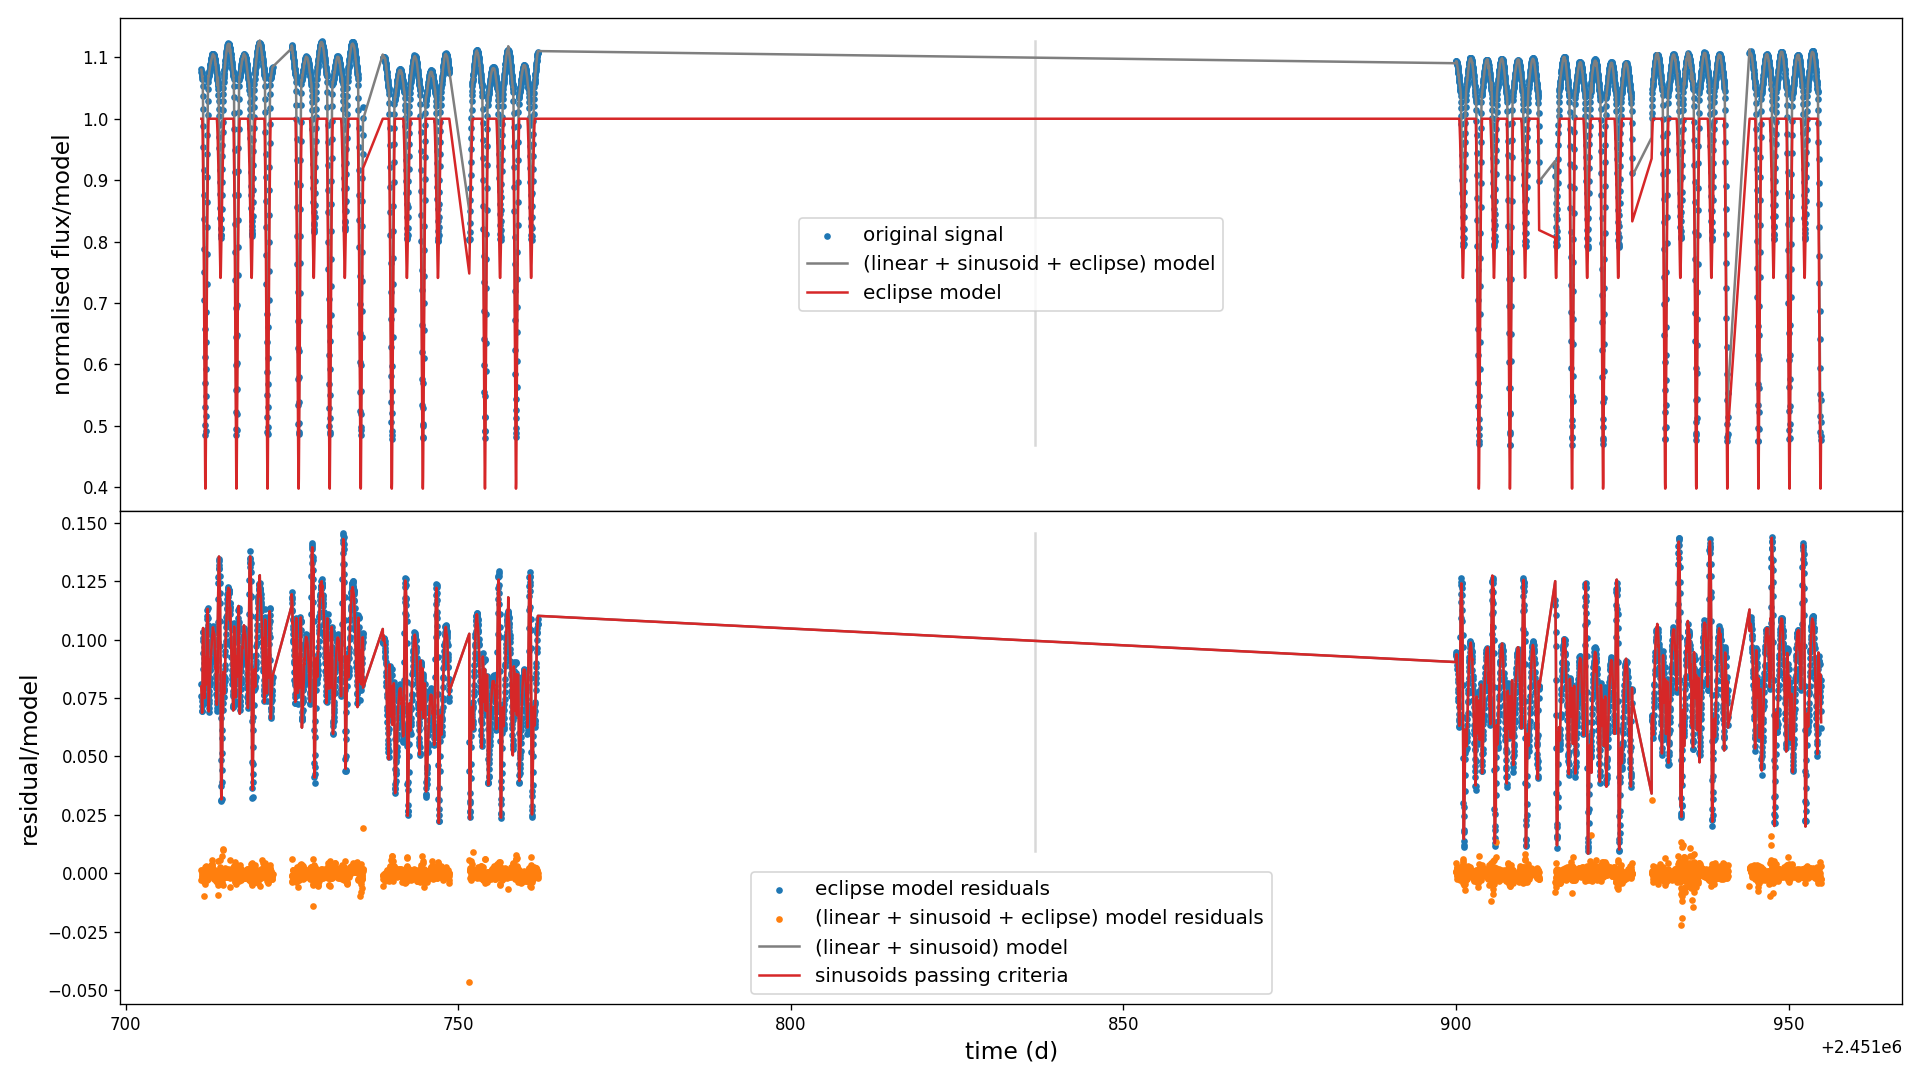 normalised flux/model
1.1
1.0
0.9
0.8
0.7
0.6
0.5
0.4
original signal
(linear + sinusoid + eclipse) model
eclipse model
residual/model
0.150
0.125
0.100
0.075
0.050
0.025
0.000
−0.025
−0.050
eclipse model residuals
(linear + sinusoid + eclipse) model residuals
(linear + sinusoid) model
sinusoids passing criteria
700
750
800
850
900
950
time (d)
+2.451e6